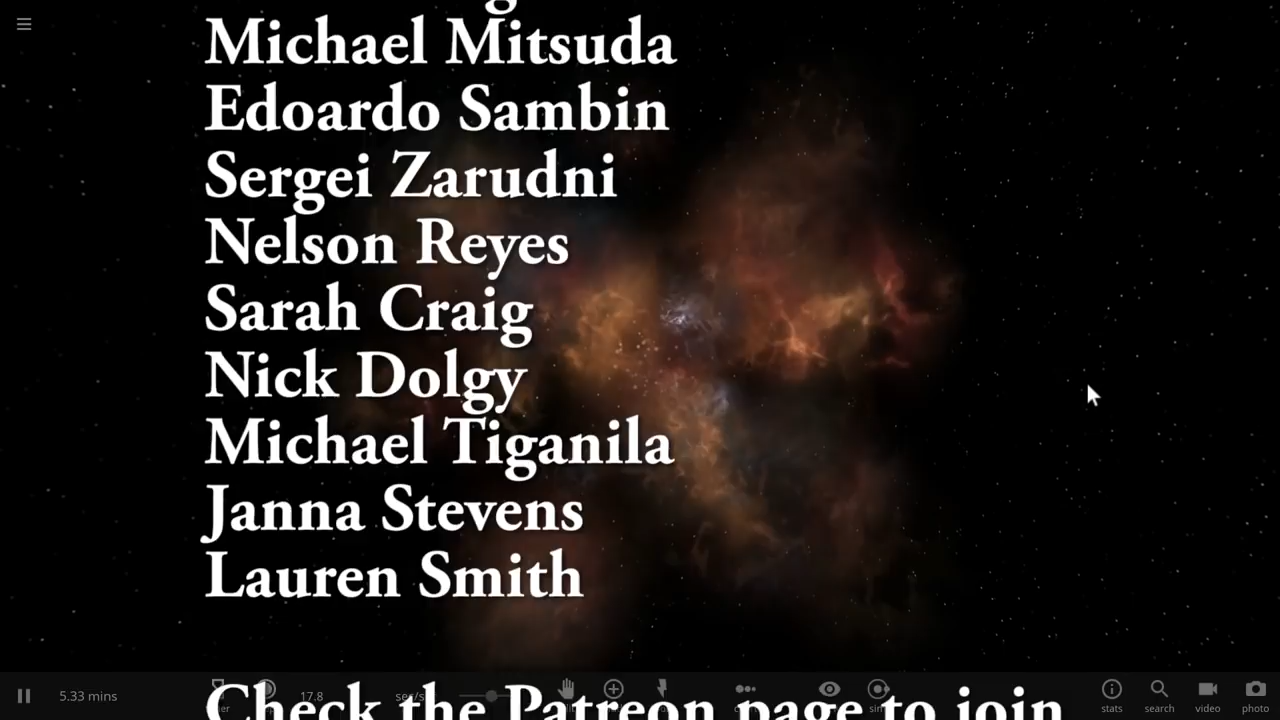 Michael Mitsuda
Edoardo Sambin
Sergei Zarudni
Nelson Reyes
Sarah Craig
Nick Dolgy
Michael Tiganila
Janna Stevens
Lauren Smith
Check the Patreon page to join
5.33 mins
17.8
stats
search
video
photo